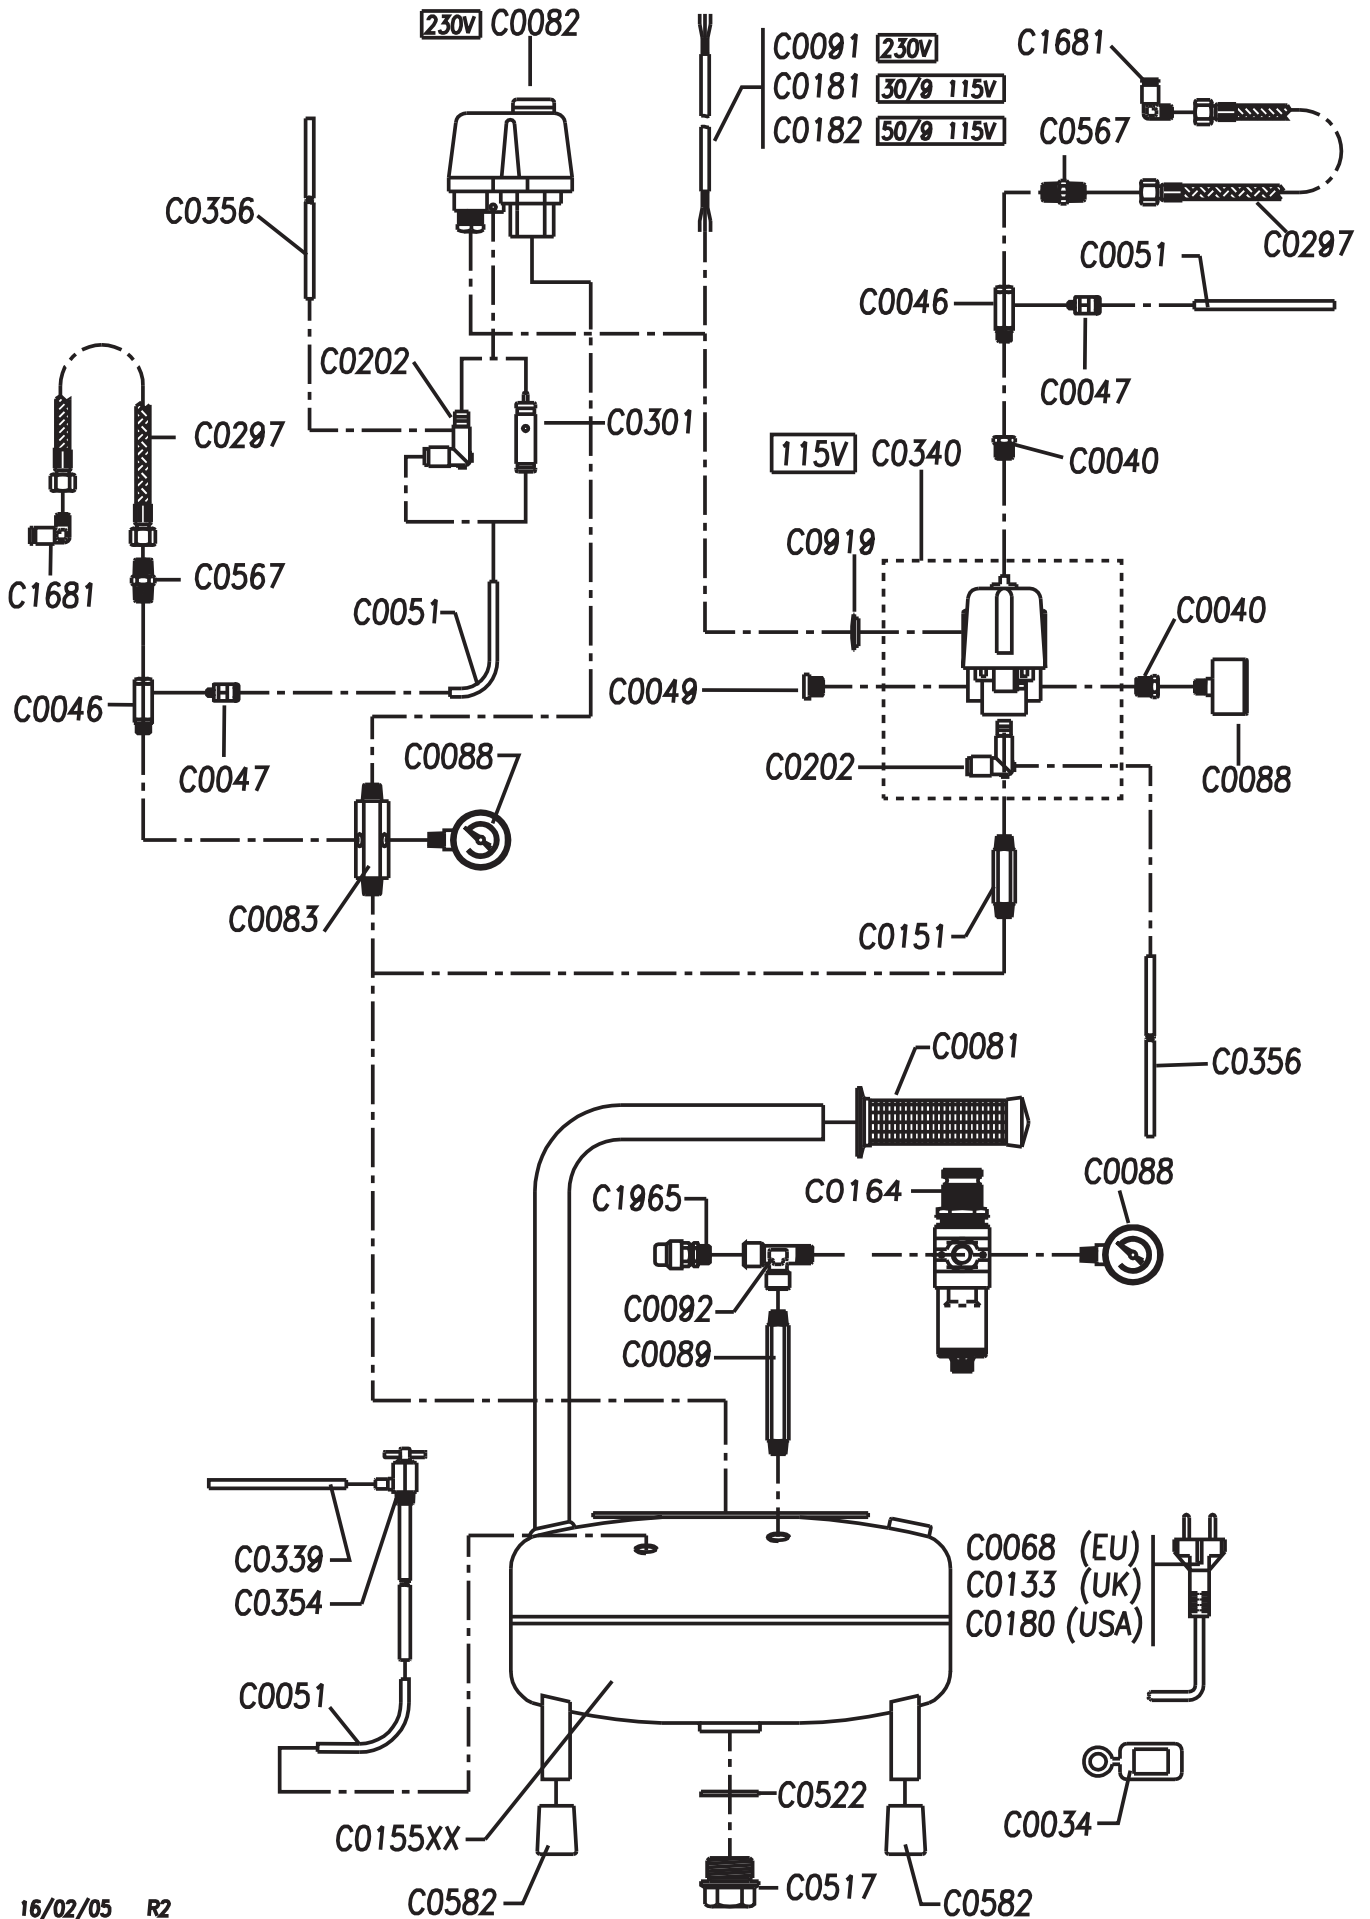 230V C0082
C0091 230V
C0181 30/9 115V
C0182 50/9 115V
C1681
C0567
C0356
C0297
C0051
C0046
C0202
C0047
C0297
C0301
115V C0340
C0040
C0919
C0567
C1681
C0051
C0040
C0049
C0046
C0088
C0047
C0202
C0088
C0083
C0151
C0081
C0356
C0088
C1965
C0164
C0092
C0089
C0339
C0354
C0068 (EU)
C0133 (UK)
C0180 (USA)
C0051
C0522
C0034
C0155XX
C0517
C0582
C0582
16/02/05 R2